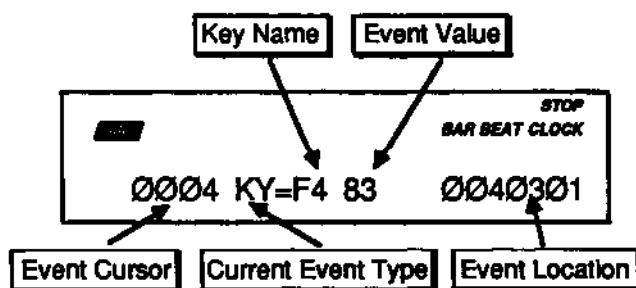 Key Name Event Value
STOP
BAR BEAT CLOCK
ØØØ4 KY=F4 83 ØØ4Ø3Ø1
Event Cursor Current Event Type Event Location